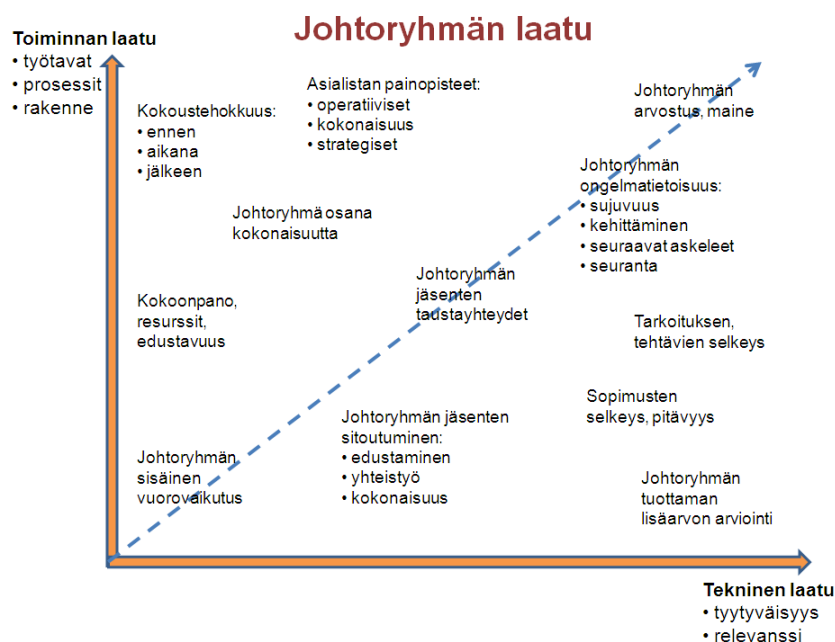 Johtoryhmän laatu
Toiminnan laatu
• työtavat
• prosessit
• rakenne
Kokoustehokkuus:
• ennen
• aikana
• jälkeen
Asialistan painopisteet:
• operatiiviset
• kokonaisuus
• strategiset
Johtoryhmän
arvostus, maine
Johtoryhmän
ongelmatietoisuus:
• sujuvuus
• kehittäminen
• seuraavat askeleet
• seuranta
Johtoryhmä osana
kokonaisuutta
Johtoryhmän
jäsenten
taustayhteydet
Kokoonpano,
resurssit,
edustavuus
Tarkoituksen,
tehtävien selkeys
Sopimusten
selkeys, pitävyys
Johtoryhmän jäsenten
sitoutuminen:
• edustaminen
• yhteistyö
• kokonaisuus
Johtoryhmän
sisäinen
vuorovaikutus
Johtoryhmän
tuottaman
lisäarvon arviointi
Tekninen laatu
• tyytyväisyys
• relevanssi